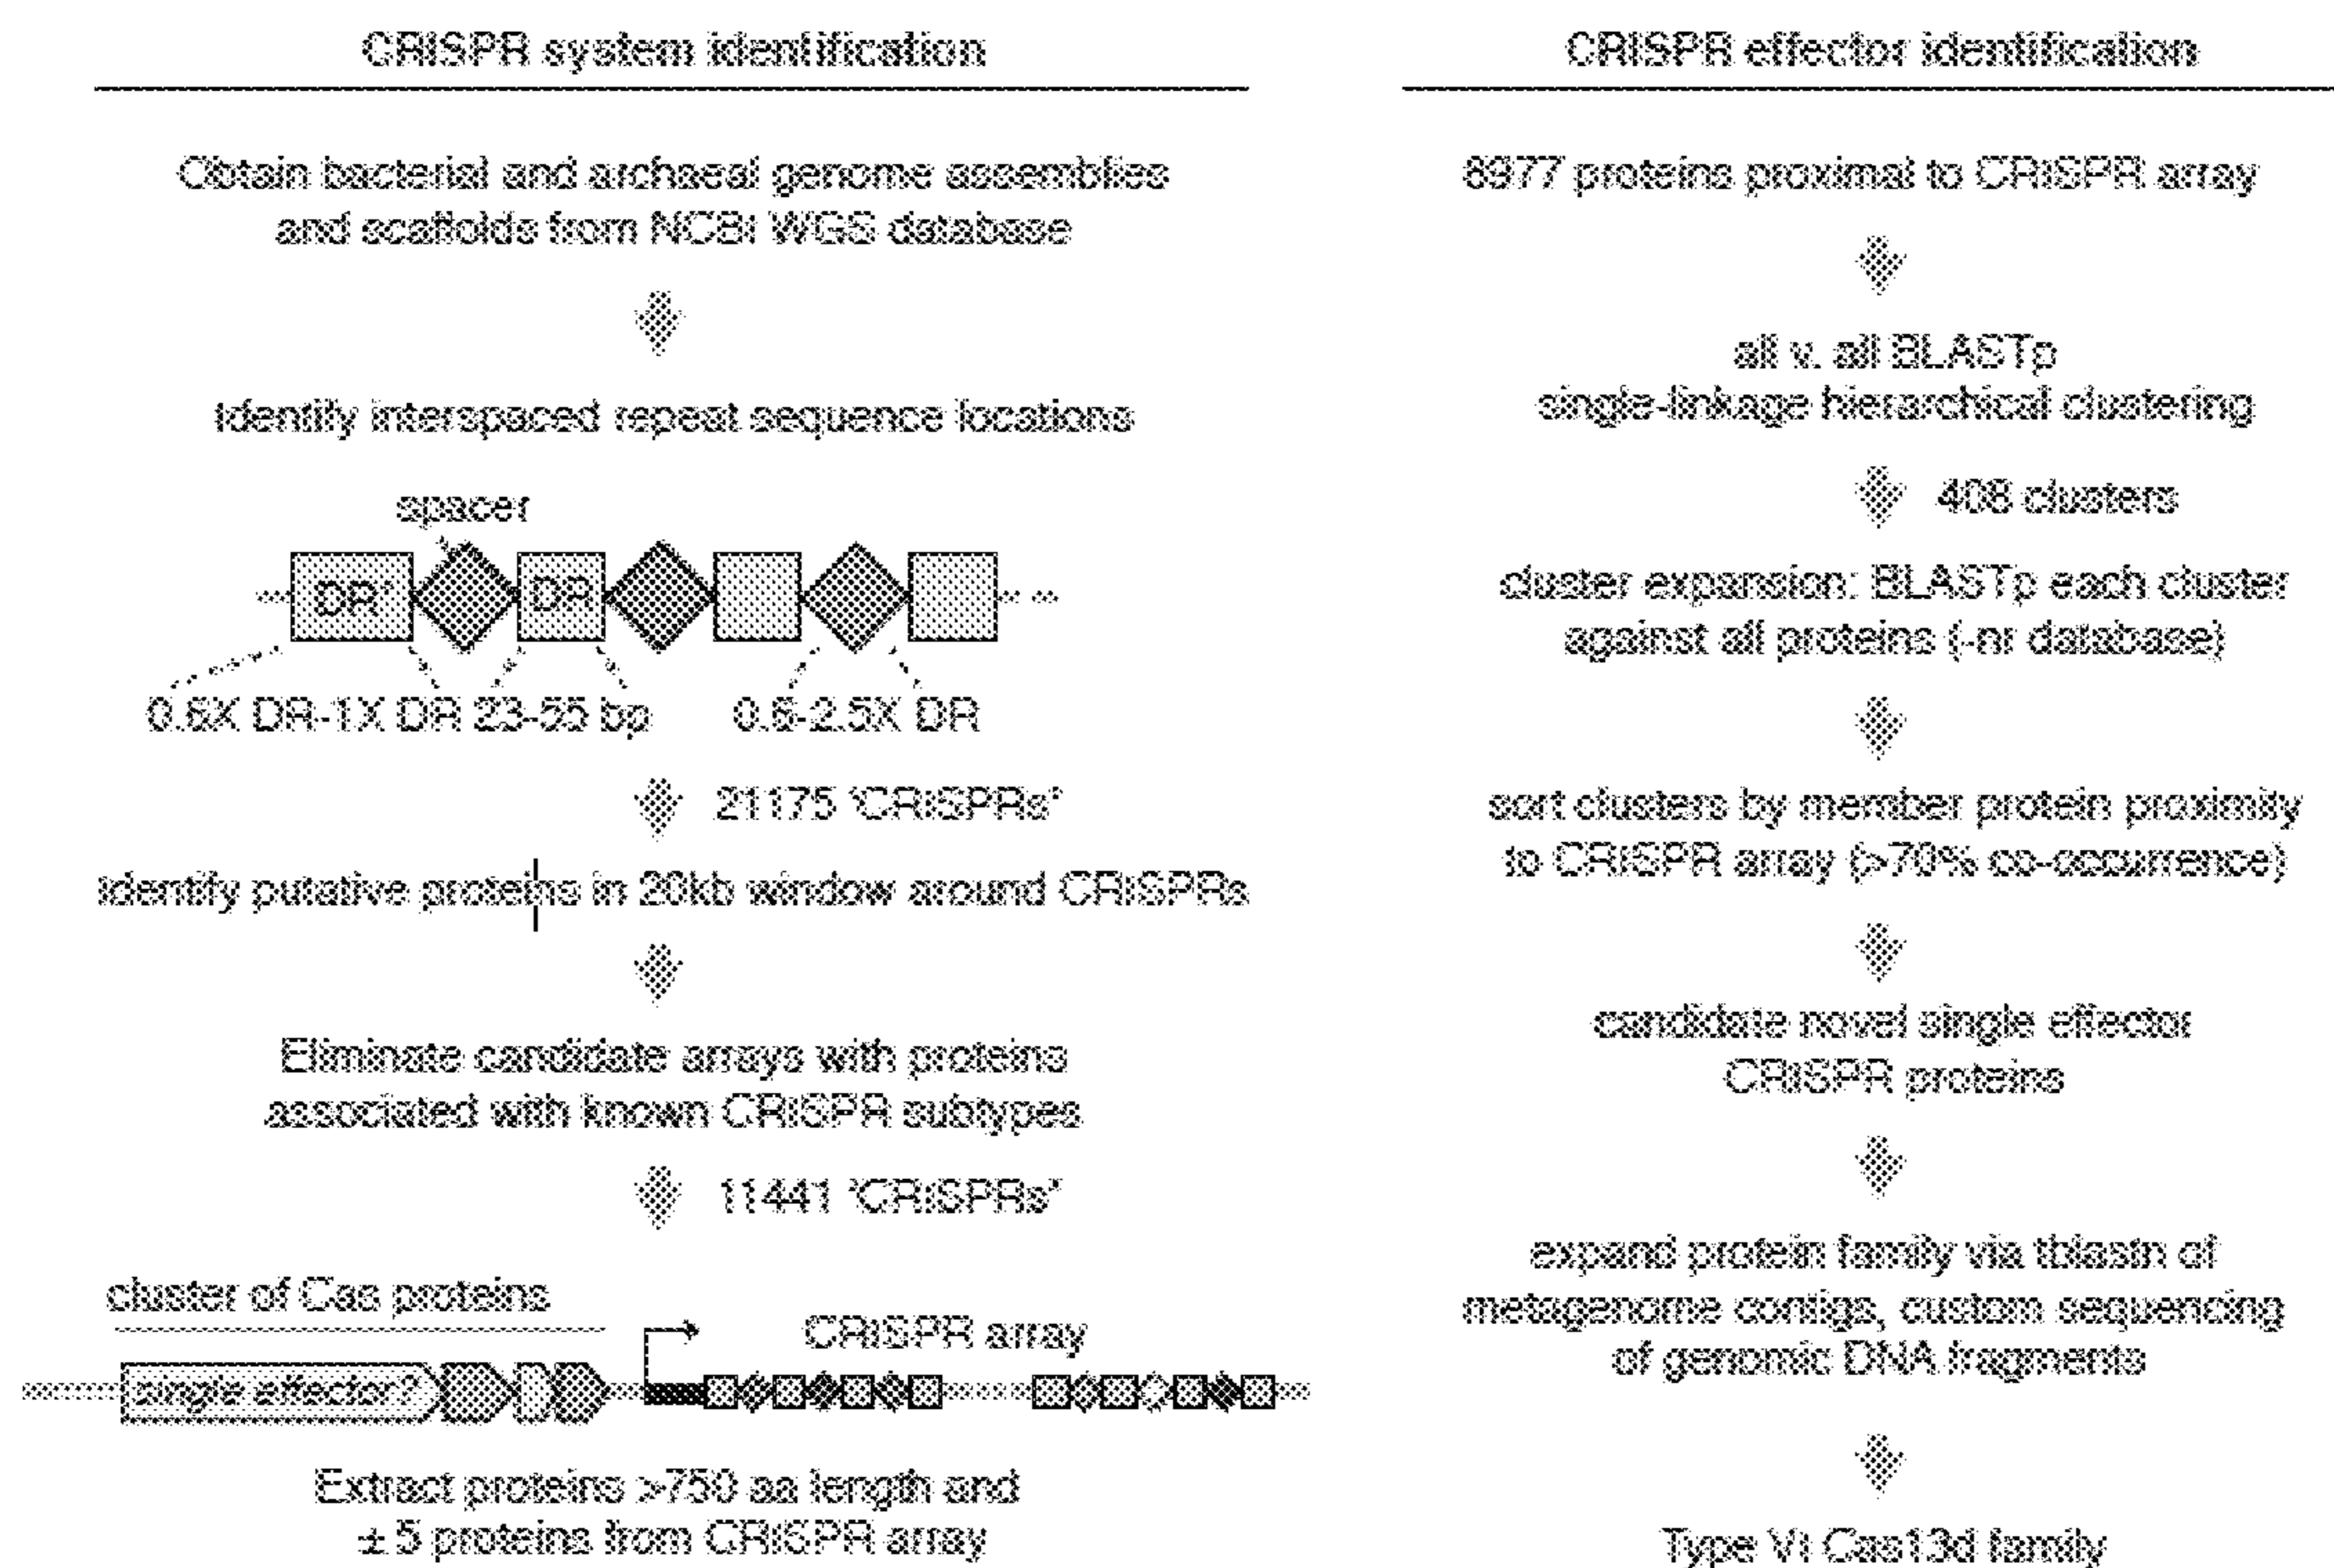 CRISPR system identification
Obtain bacterial and archaeal genome assemblies
and scaffolds from NCBI WGS database
Identify interspaced repeat sequence locations
spacer
DR* DR
0.6X DR-1X DR 23-55 bp 0.6-2.5X DR
21175 "CRISPRs"
Identify putative proteins in 20kb window around CRISPRs
Eliminate candidate arrays with proteins
associated with known CRISPR subtypes
11441 "CRISPRs"
cluster of Cas proteins
CRISPR array
single effector?
Extract proteins >750 aa length and
± 5 proteins from CRISPR array
CRISPR effector identification
8977 proteins proximal to CRISPR array
all v. all BLASTp
single-linkage hierarchical clustering
408 clusters
cluster expansion: BLASTp each cluster
against all proteins (-nr database)
sort clusters by member protein proximity
to CRISPR array (>70% co-occurrence)
candidate novel single effector
CRISPR proteins
expand protein family via tblastn of
metagenome contigs, custom sequencing
of genomic DNA fragments
Type VI Cas13d family